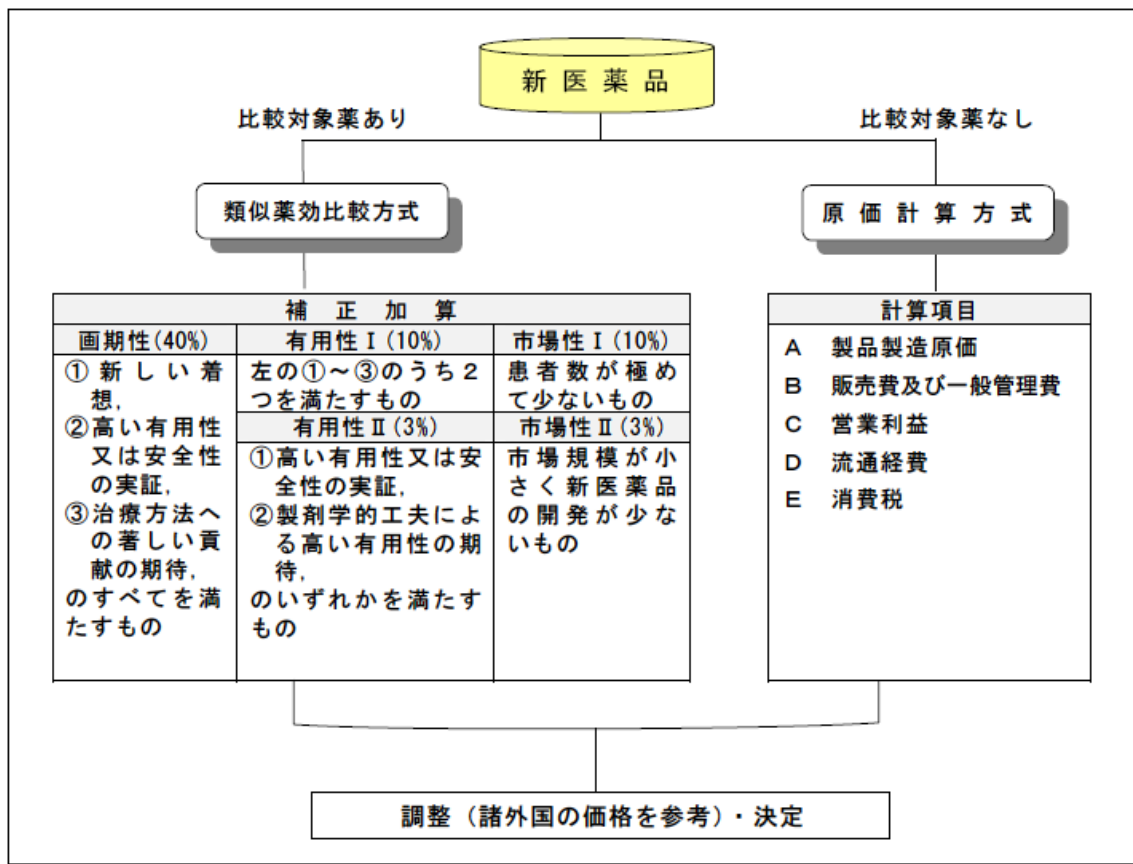 新医薬品
比較対象薬あり
比較対象薬なし
類似薬効比較方式
原価計算方式
補正加算
画期性(40%)
①新しい着
想,
②高い有用性
又は安全性
の実証,
③治療方法へ
の著しい貢
献の期待,
のすべてを満
たすもの
有用性Ⅰ(10%)
左の①~③のうち2
つを満たすもの
有用性Ⅱ(3%)
①高い有用性又は安
全性の実証,
②製剤学的工夫によ
る高い有用性の期
待,
のいずれかを満たす
もの
市場性Ⅰ(10%)
患者数が極め
て少ないもの
市場性Ⅱ(3%)
市場規模が小
さく新医薬品
の開発が少な
いもの
計算項目
A 製品製造原価
B 販売費及び一般管理費
C 営業利益
D 流通経費
E 消費税
調整(諸外国の価格を参考)・決定